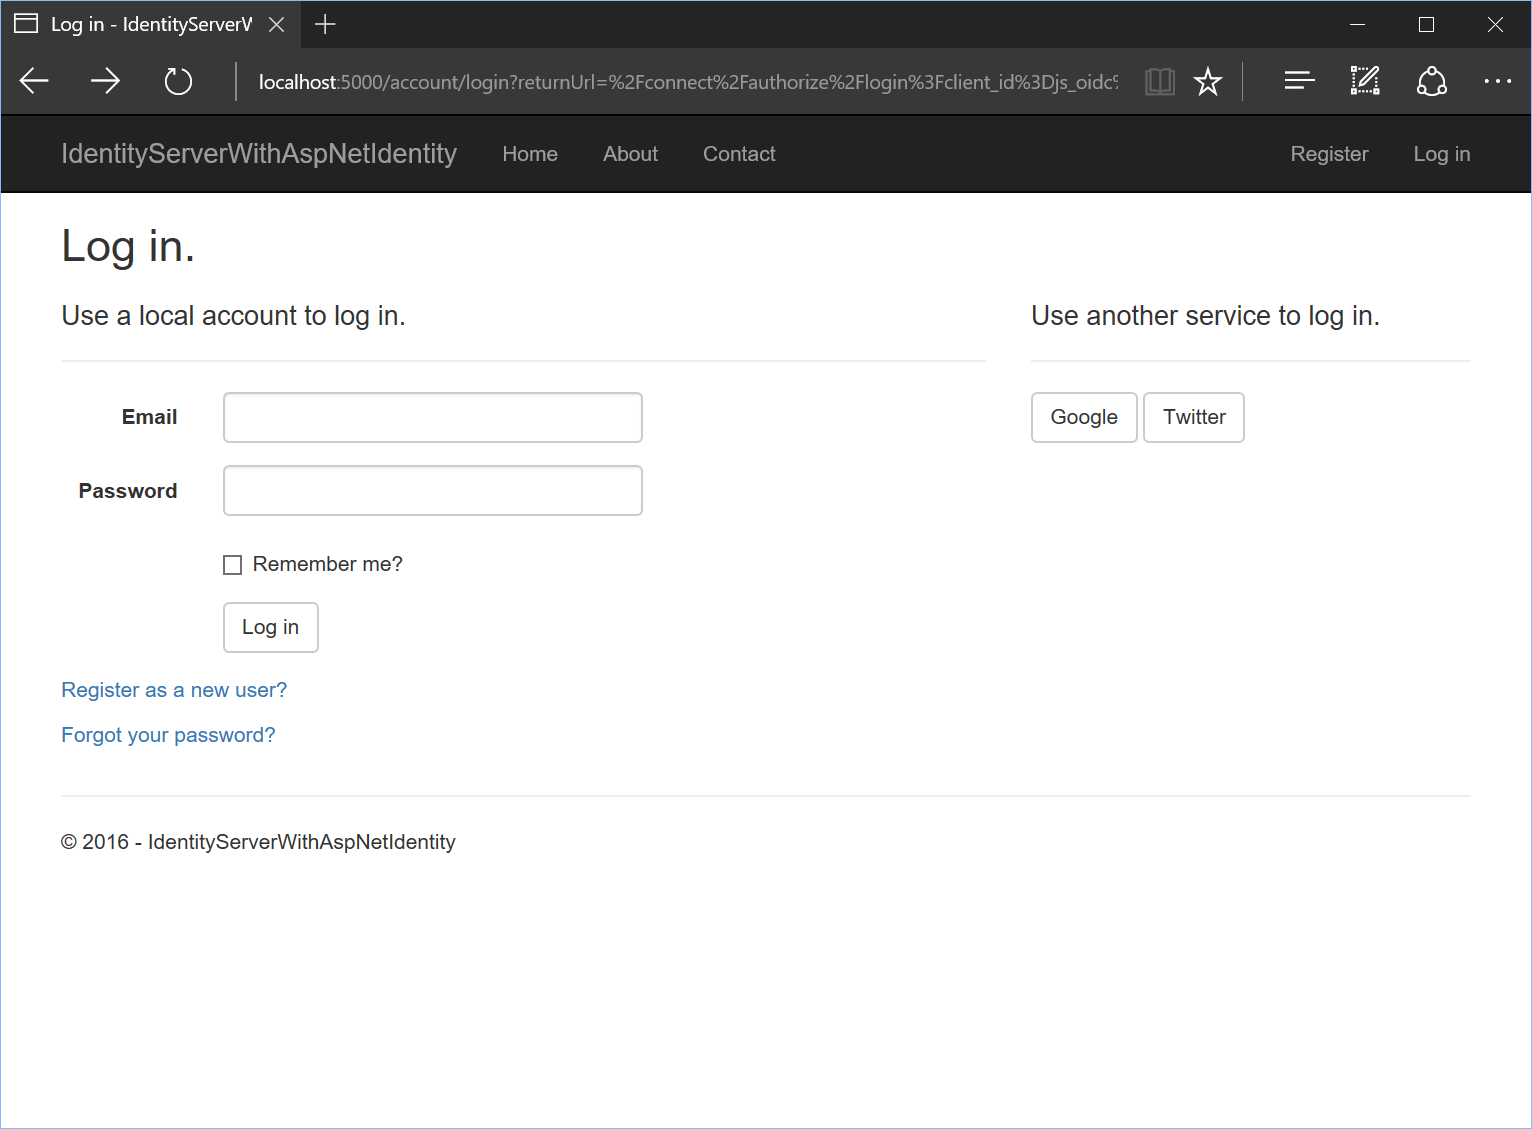 Log in - IdentityServerW
localhost:5000/account/login?returnUrl=%2Fconnect%2Fauthorize%2Flogin%3Fclient_id%3Djs_oidc%
IdentityServerWithAspNetIdentity Home About Contact Register Log in
Log in.
Use a local account to log in. Use another service to log in.
Email Google Twitter
Password
Remember me?
Log in
Register as a new user?
Forgot your password?
© 2016 - IdentityServerWithAspNetIdentity